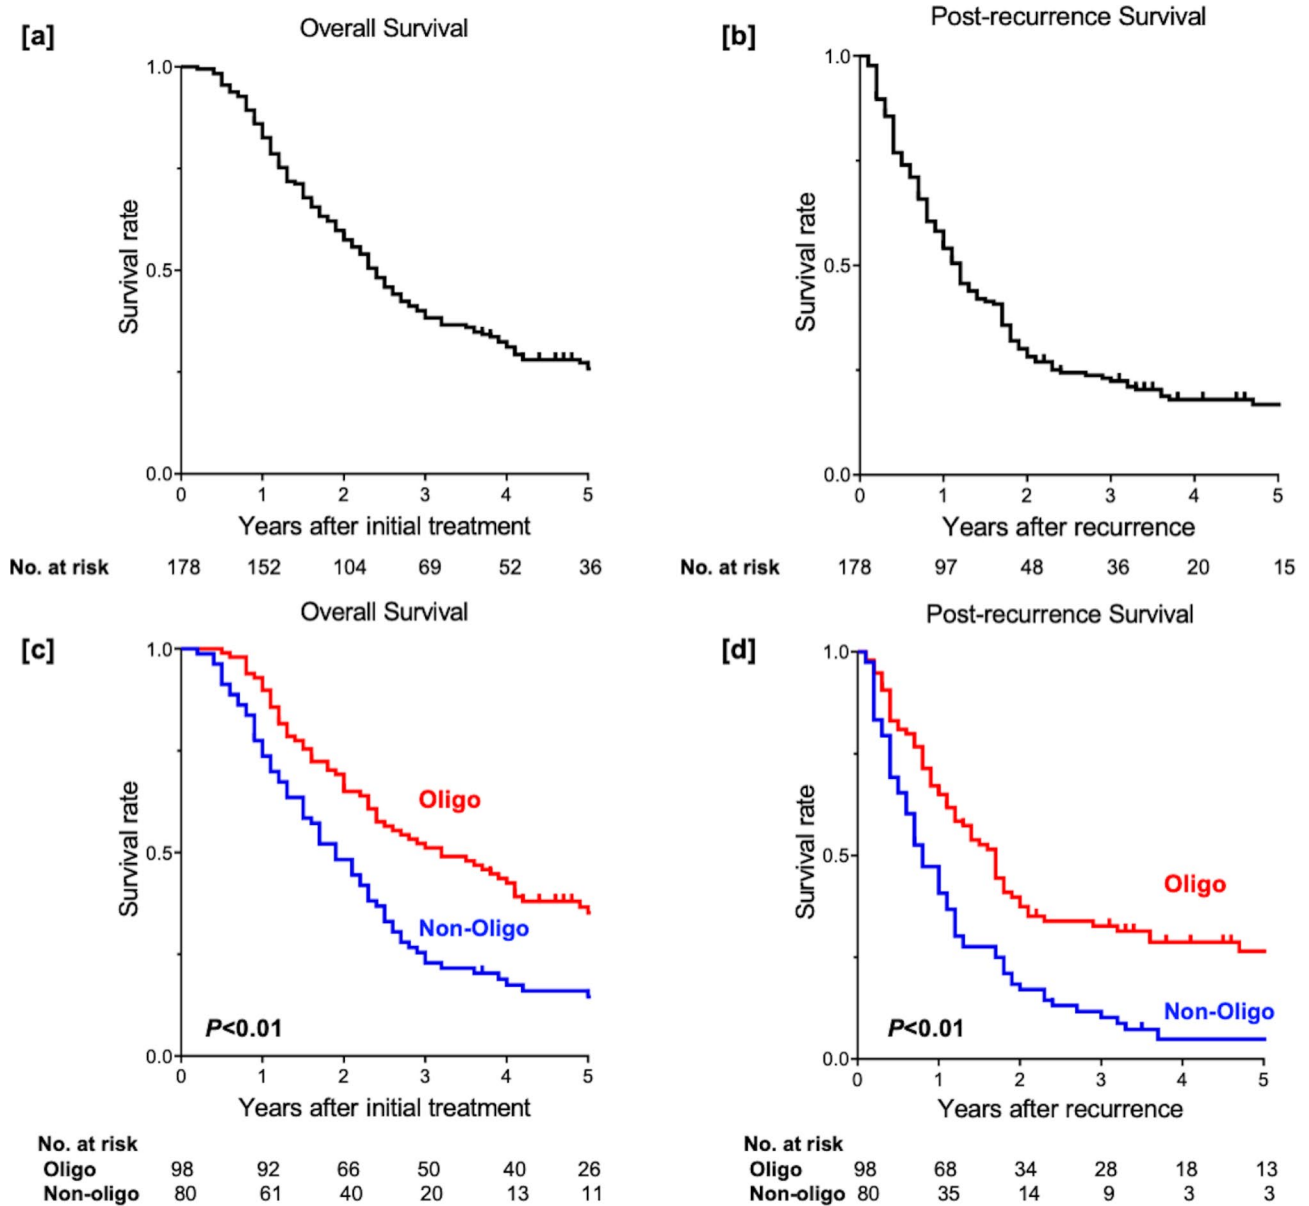 [a]
Overall Survival
1.0
0.5
0.0
Survival rate
0 1 2 3 4 5
Years after initial treatment
No. at risk 178 152 104 69 52 36
[b]
Post-recurrence Survival
1.0
0.5
0.0
Survival rate
0 1 2 3 4 5
Years after recurrence
No. at risk 178 97 48 36 20 15
[c]
Overall Survival
1.0
0.5
0.0
Survival rate
Oligo
Non-Oligo
P<0.01
0 1 2 3 4 5
Years after initial treatment
No. at risk
Oligo 98 92 66 50 40 26
Non-oligo 80 61 40 20 13 11
[d]
Post-recurrence Survival
1.0
0.5
0.0
Survival rate
Oligo
Non-Oligo
P<0.01
0 1 2 3 4 5
Years after recurrence
No. at risk
Oligo 98 68 34 28 18 13
Non-oligo 80 35 14 9 3 3